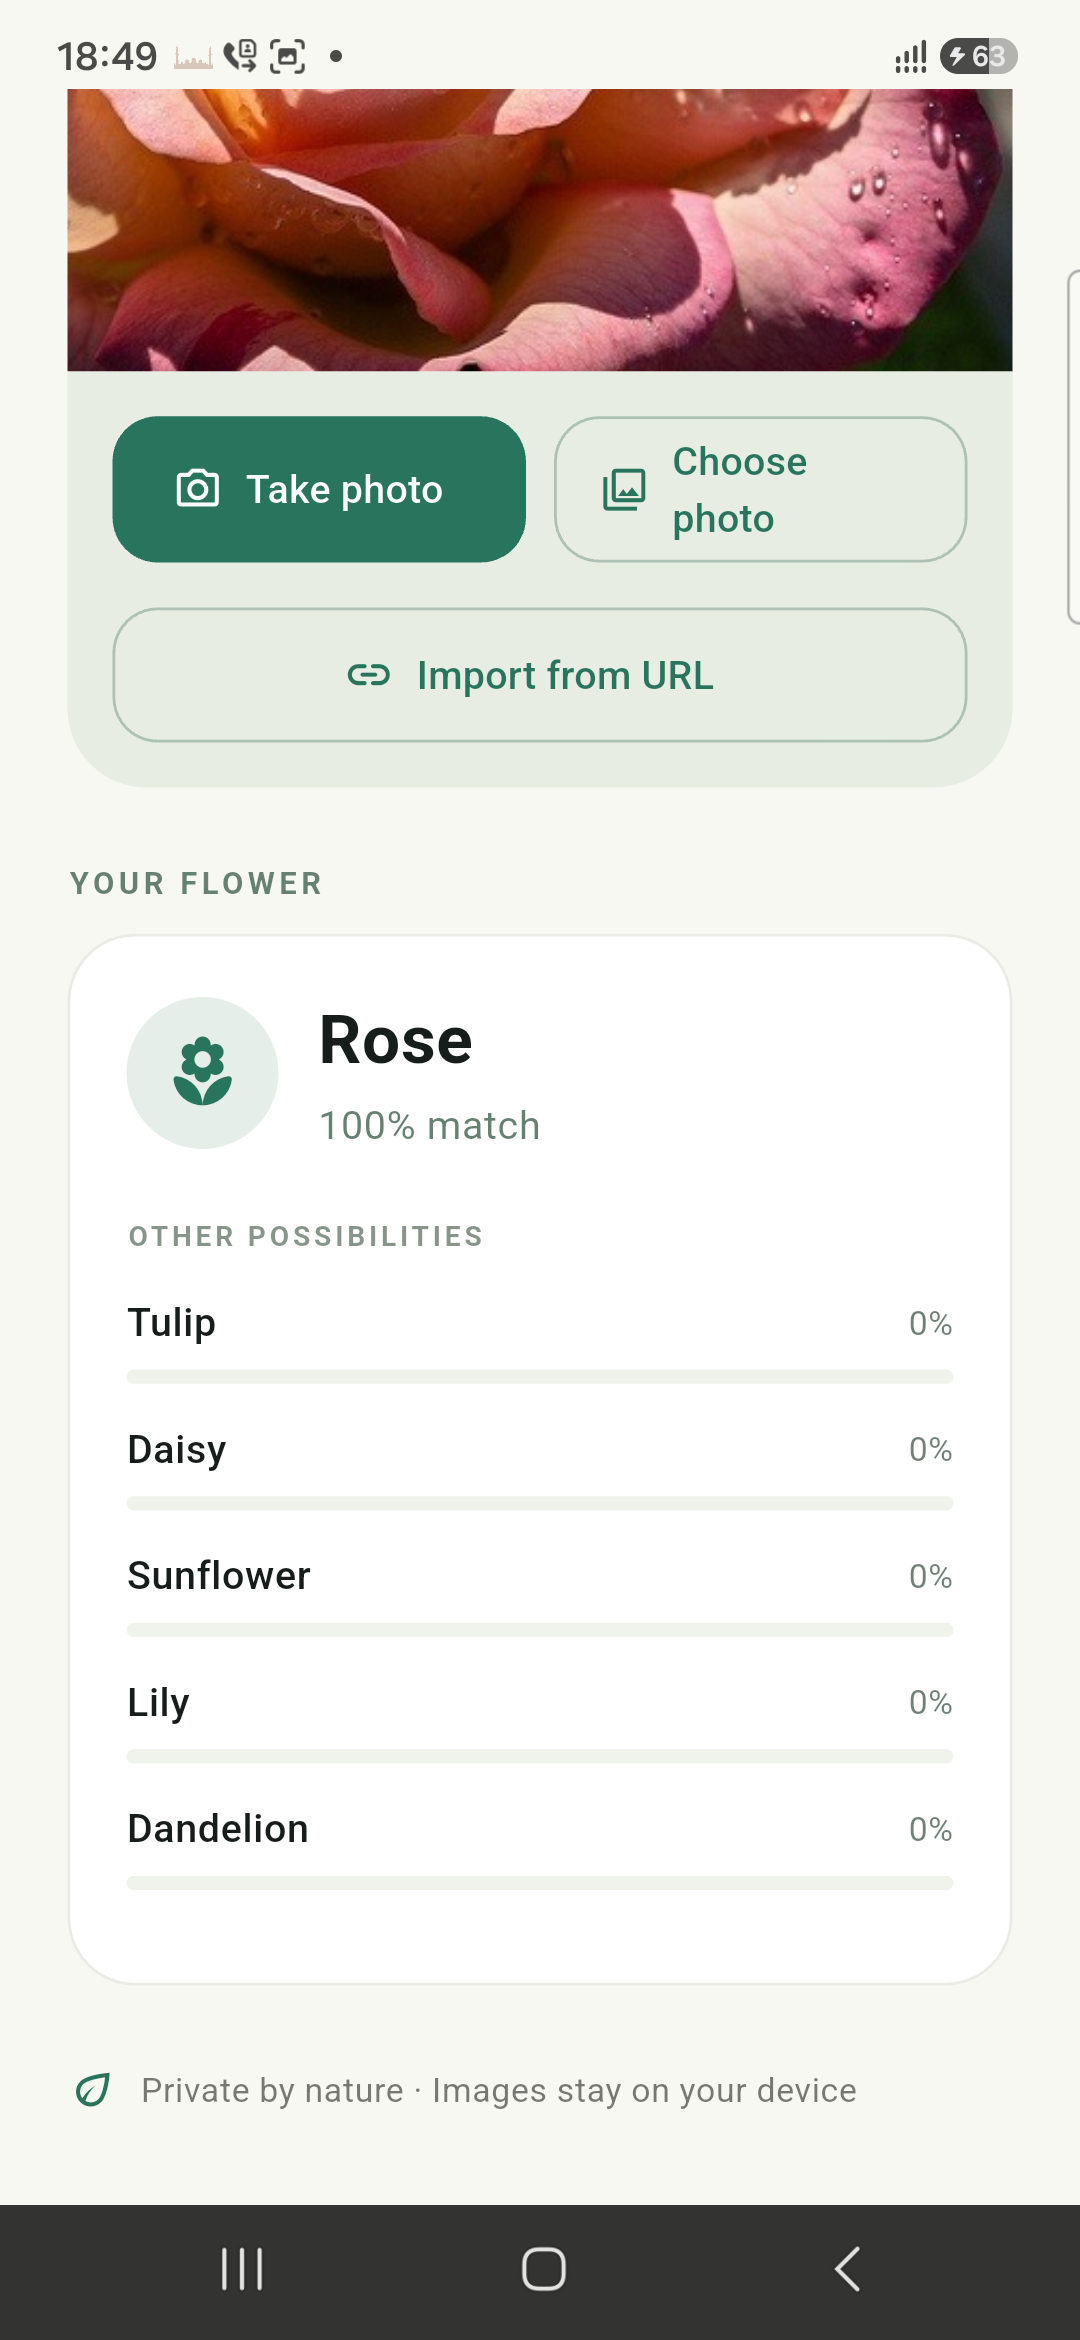 18:49
63
Take photo
Choose
photo
Import from URL
YOUR FLOWER
Rose
100% match
OTHER POSSIBILITIES
Tulip 0%
Daisy 0%
Sunflower 0%
Lily 0%
Dandelion 0%
Private by nature · Images stay on your device